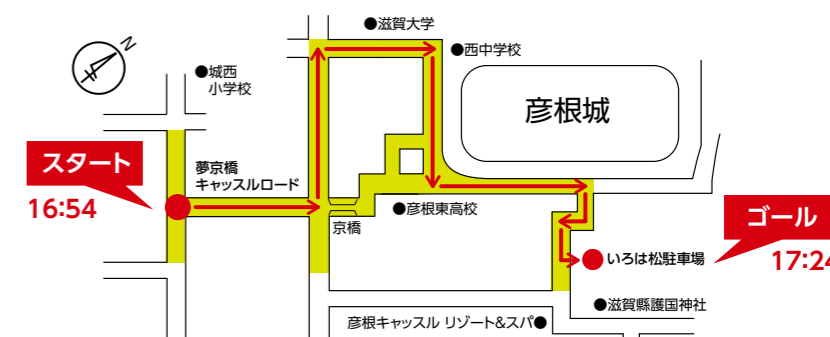 ●滋賀大学
N
●西中学校
●城西
小学校
彦根城
スタート
16:54
夢京橋
キャッスルロード
●彦根東高校
京橋
ゴール
17:24
いろは松駐車場
●滋賀縣護国神社
彦根キャッスル リゾート&スパ●